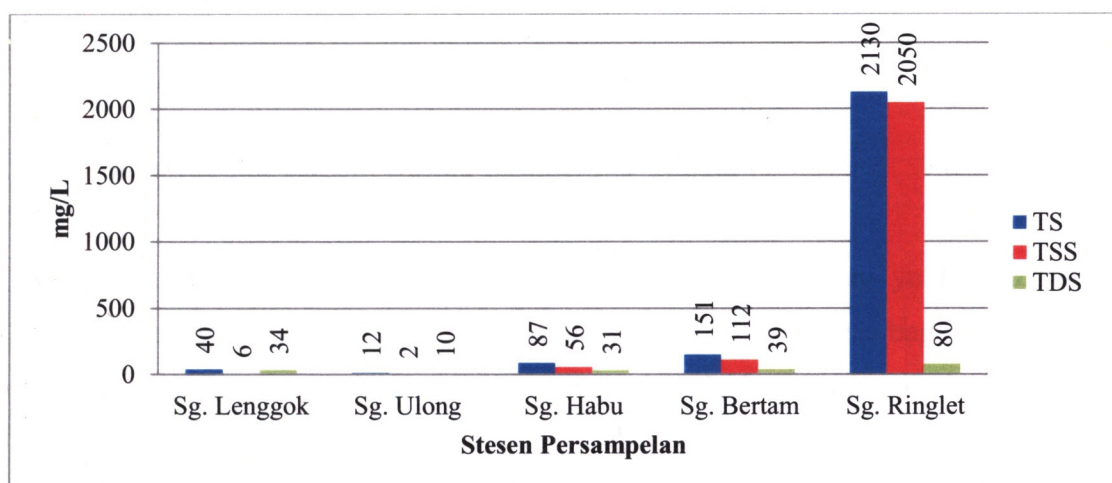 2500
2000
1500
1000
500
0
mg/L
40 6 34
12 2 10
87 56 31
151 112 39
2130 2050 80
Sg. Lenggok Sg. Ulong Sg. Habu Sg. Bertam Sg. Ringlet
Stesen Persampelan
TS
TSS
TDS